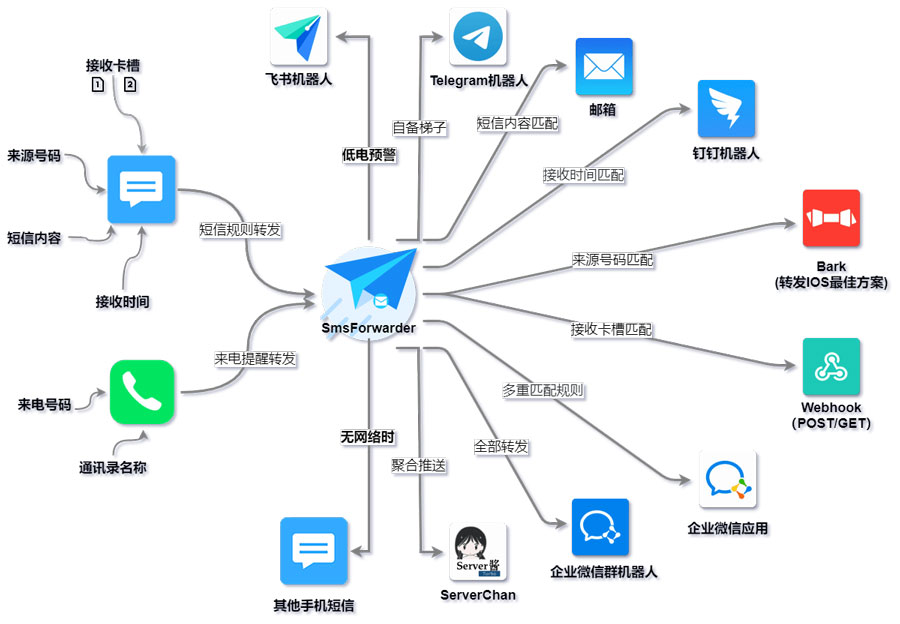 接收卡槽
1 2
来源号码
短信内容
接收时间
来电号码
通讯录名称
短信规则转发
来电提醒转发
SmsForwarder
飞书机器人
低电预警
Telegram机器人
自备梯子
邮箱
短信内容匹配
钉钉机器人
接收时间匹配
Bark
(转发IOS最佳方案)
来源号码匹配
Webhook
(POST/GET)
接收卡槽匹配
企业微信应用
多重匹配规则
企业微信群机器人
全部转发
Server酱
ServerChan
聚合推送
其他手机短信
无网络时